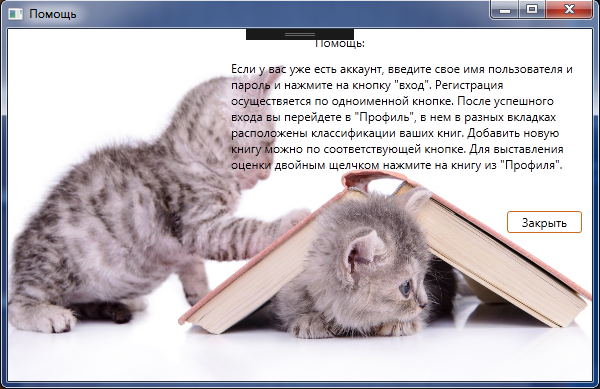 Помощь
Помощь:
Если у вас уже есть аккаунт, введите свое имя пользователя и
пароль и нажмите на кнопку "вход". Регистрация
осуществяется по одноименной кнопке. После успешного
входа вы перейдете в "Профиль", в нем в разных вкладках
расположены классификации ваших книг. Добавить новую
книгу можно по соответствующей кнопке. Для выставления
оценки двойным щелчком нажмите на книгу из "Профиля".
Закрыть